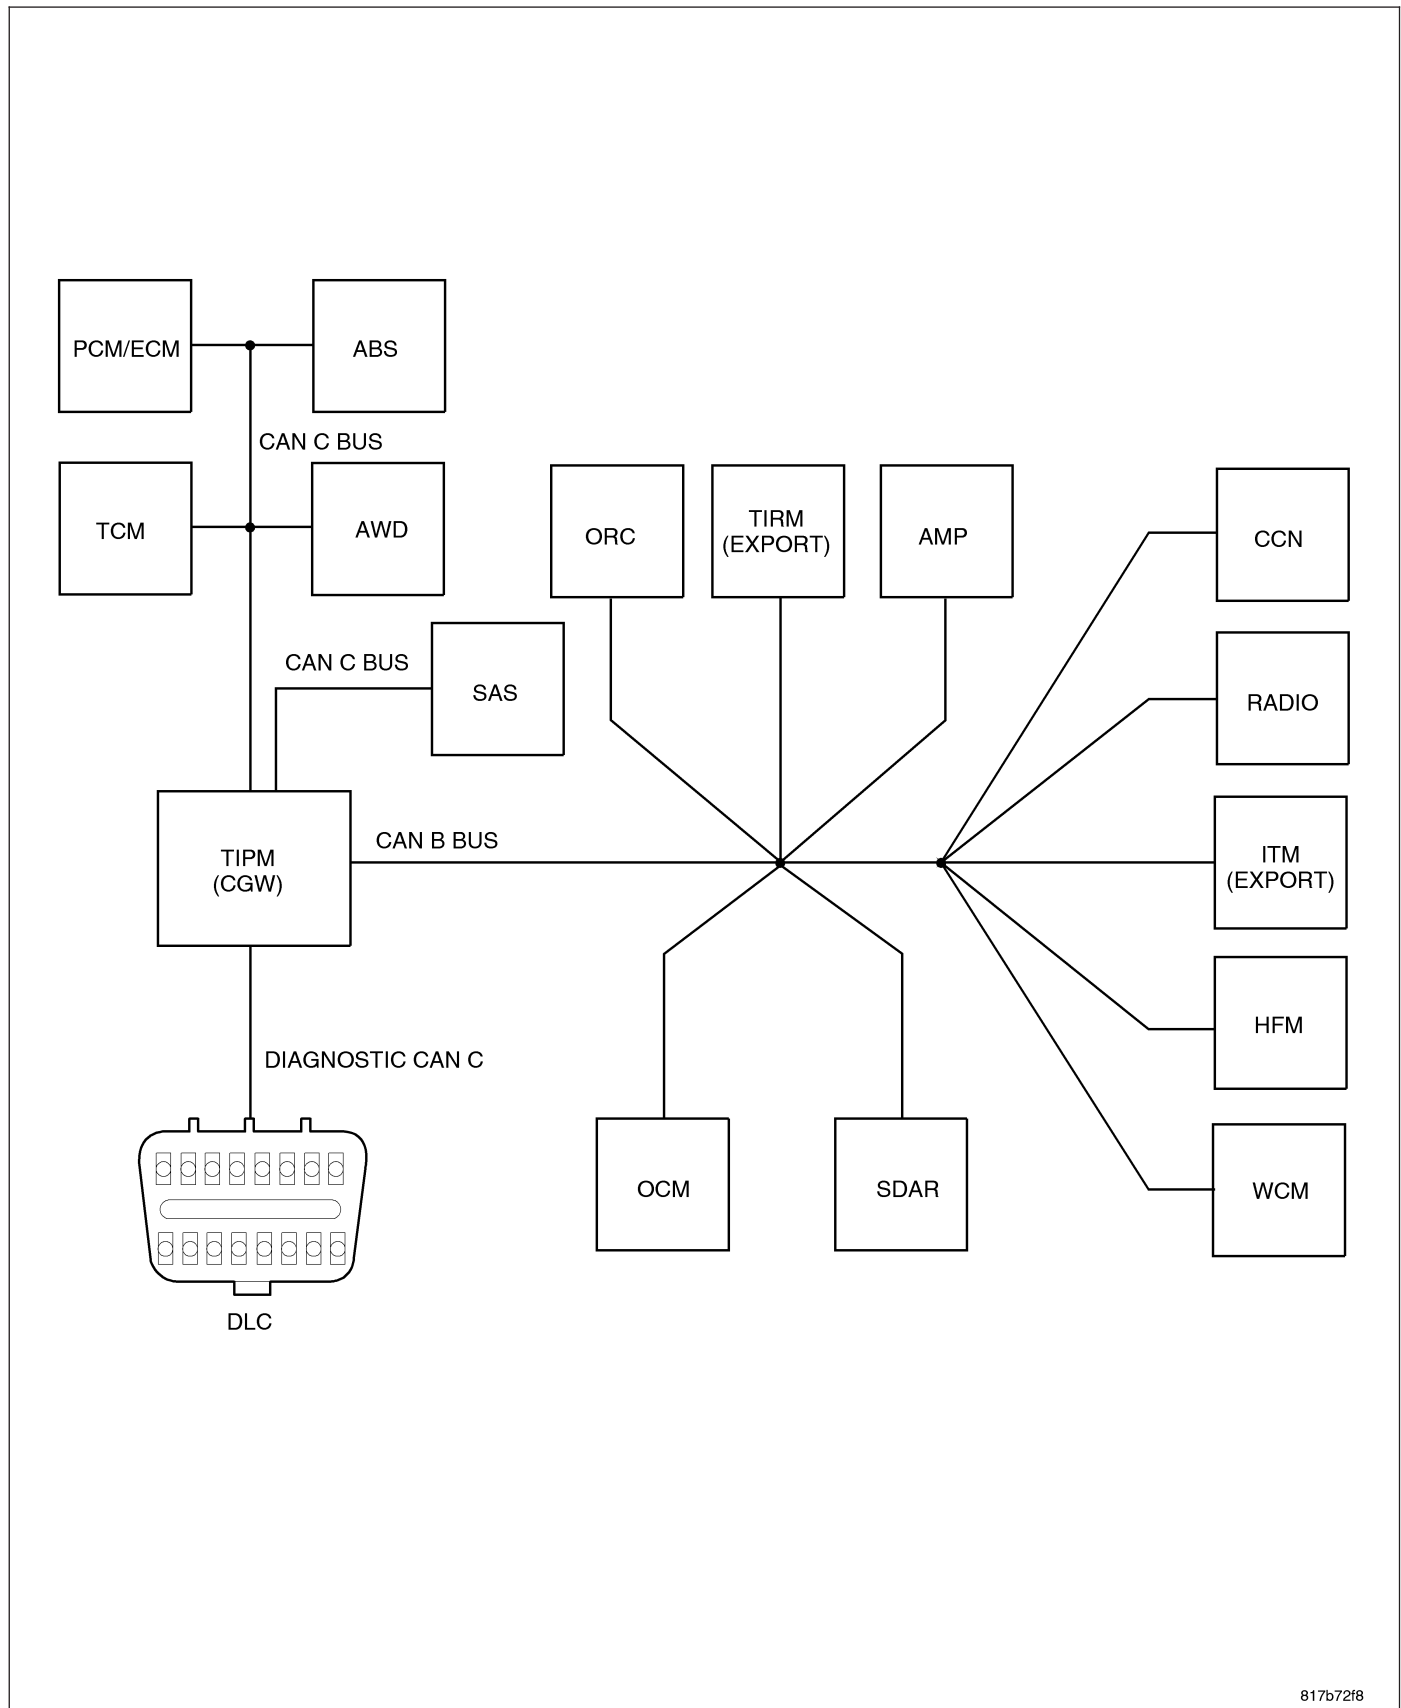 PCM/ECM
ABS
CAN C BUS
TCM
AWD
ORC
TIRM
(EXPORT)
AMP
CCN
CAN C BUS
SAS
RADIO
TIPM
(CGW)
CAN B BUS
ITM
(EXPORT)
HFM
DIAGNOSTIC CAN C
OCM
SDAR
WCM
DLC
817b72f8